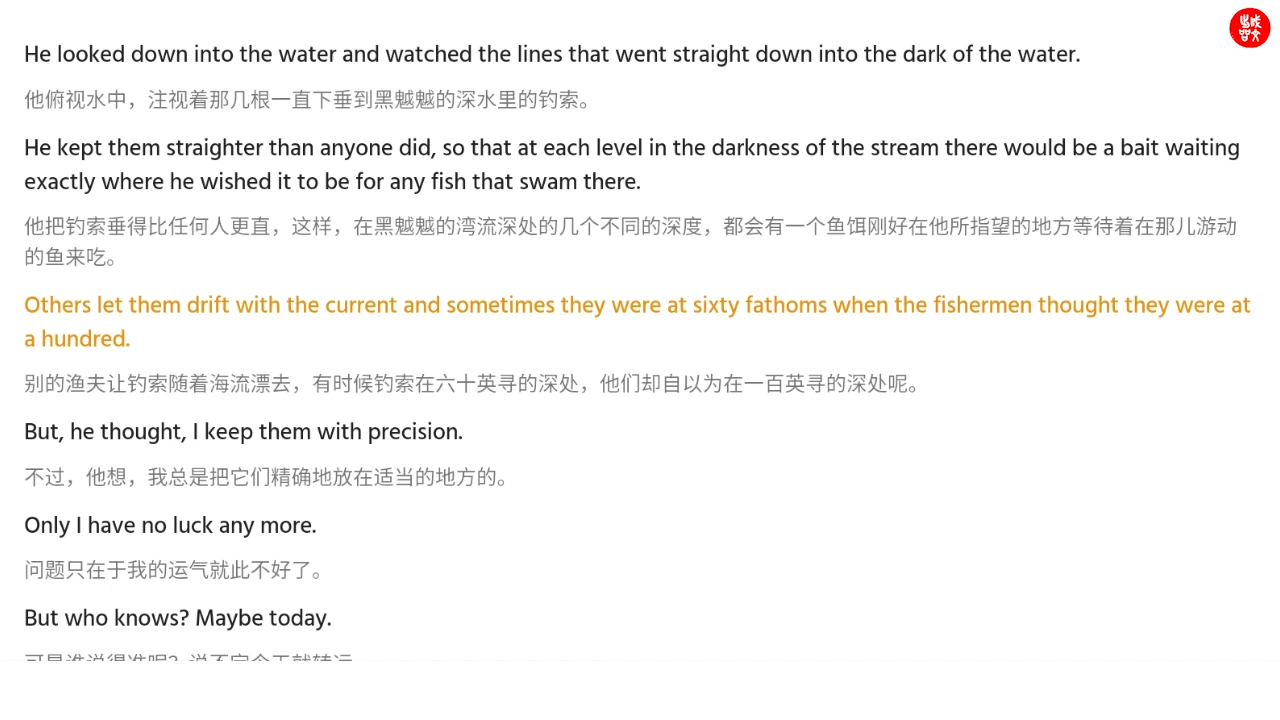 He looked down into the water and watched the lines that went straight down into the dark of the water.
他俯视水中，注视着那几根一直下垂到黑魆魆的深水里的钓索。
He kept them straighter than anyone did, so that at each level in the darkness of the stream there would be a bait waiting
exactly where he wished it to be for any fish that swam there.
他把钓索垂得比任何人更直，这样，在黑魆魆的湾流深处的几个不同的深度，都会有一个鱼饵刚好在他所指望的地方等待着在那儿游动
的鱼来吃。
Others let them drift with the current and sometimes they were at sixty fathoms when the fishermen thought they were at
a hundred.
别的渔夫让钓索随着海流漂去，有时候钓索在六十英寻的深处，他们却自以为在一百英寻的深处呢。
But, he thought, I keep them with precision.
不过，他想，我总是把它们精确地放在适当的地方的。
Only I have no luck any more.
问题只在于我的运气就此不好了。
But who knows? Maybe today.